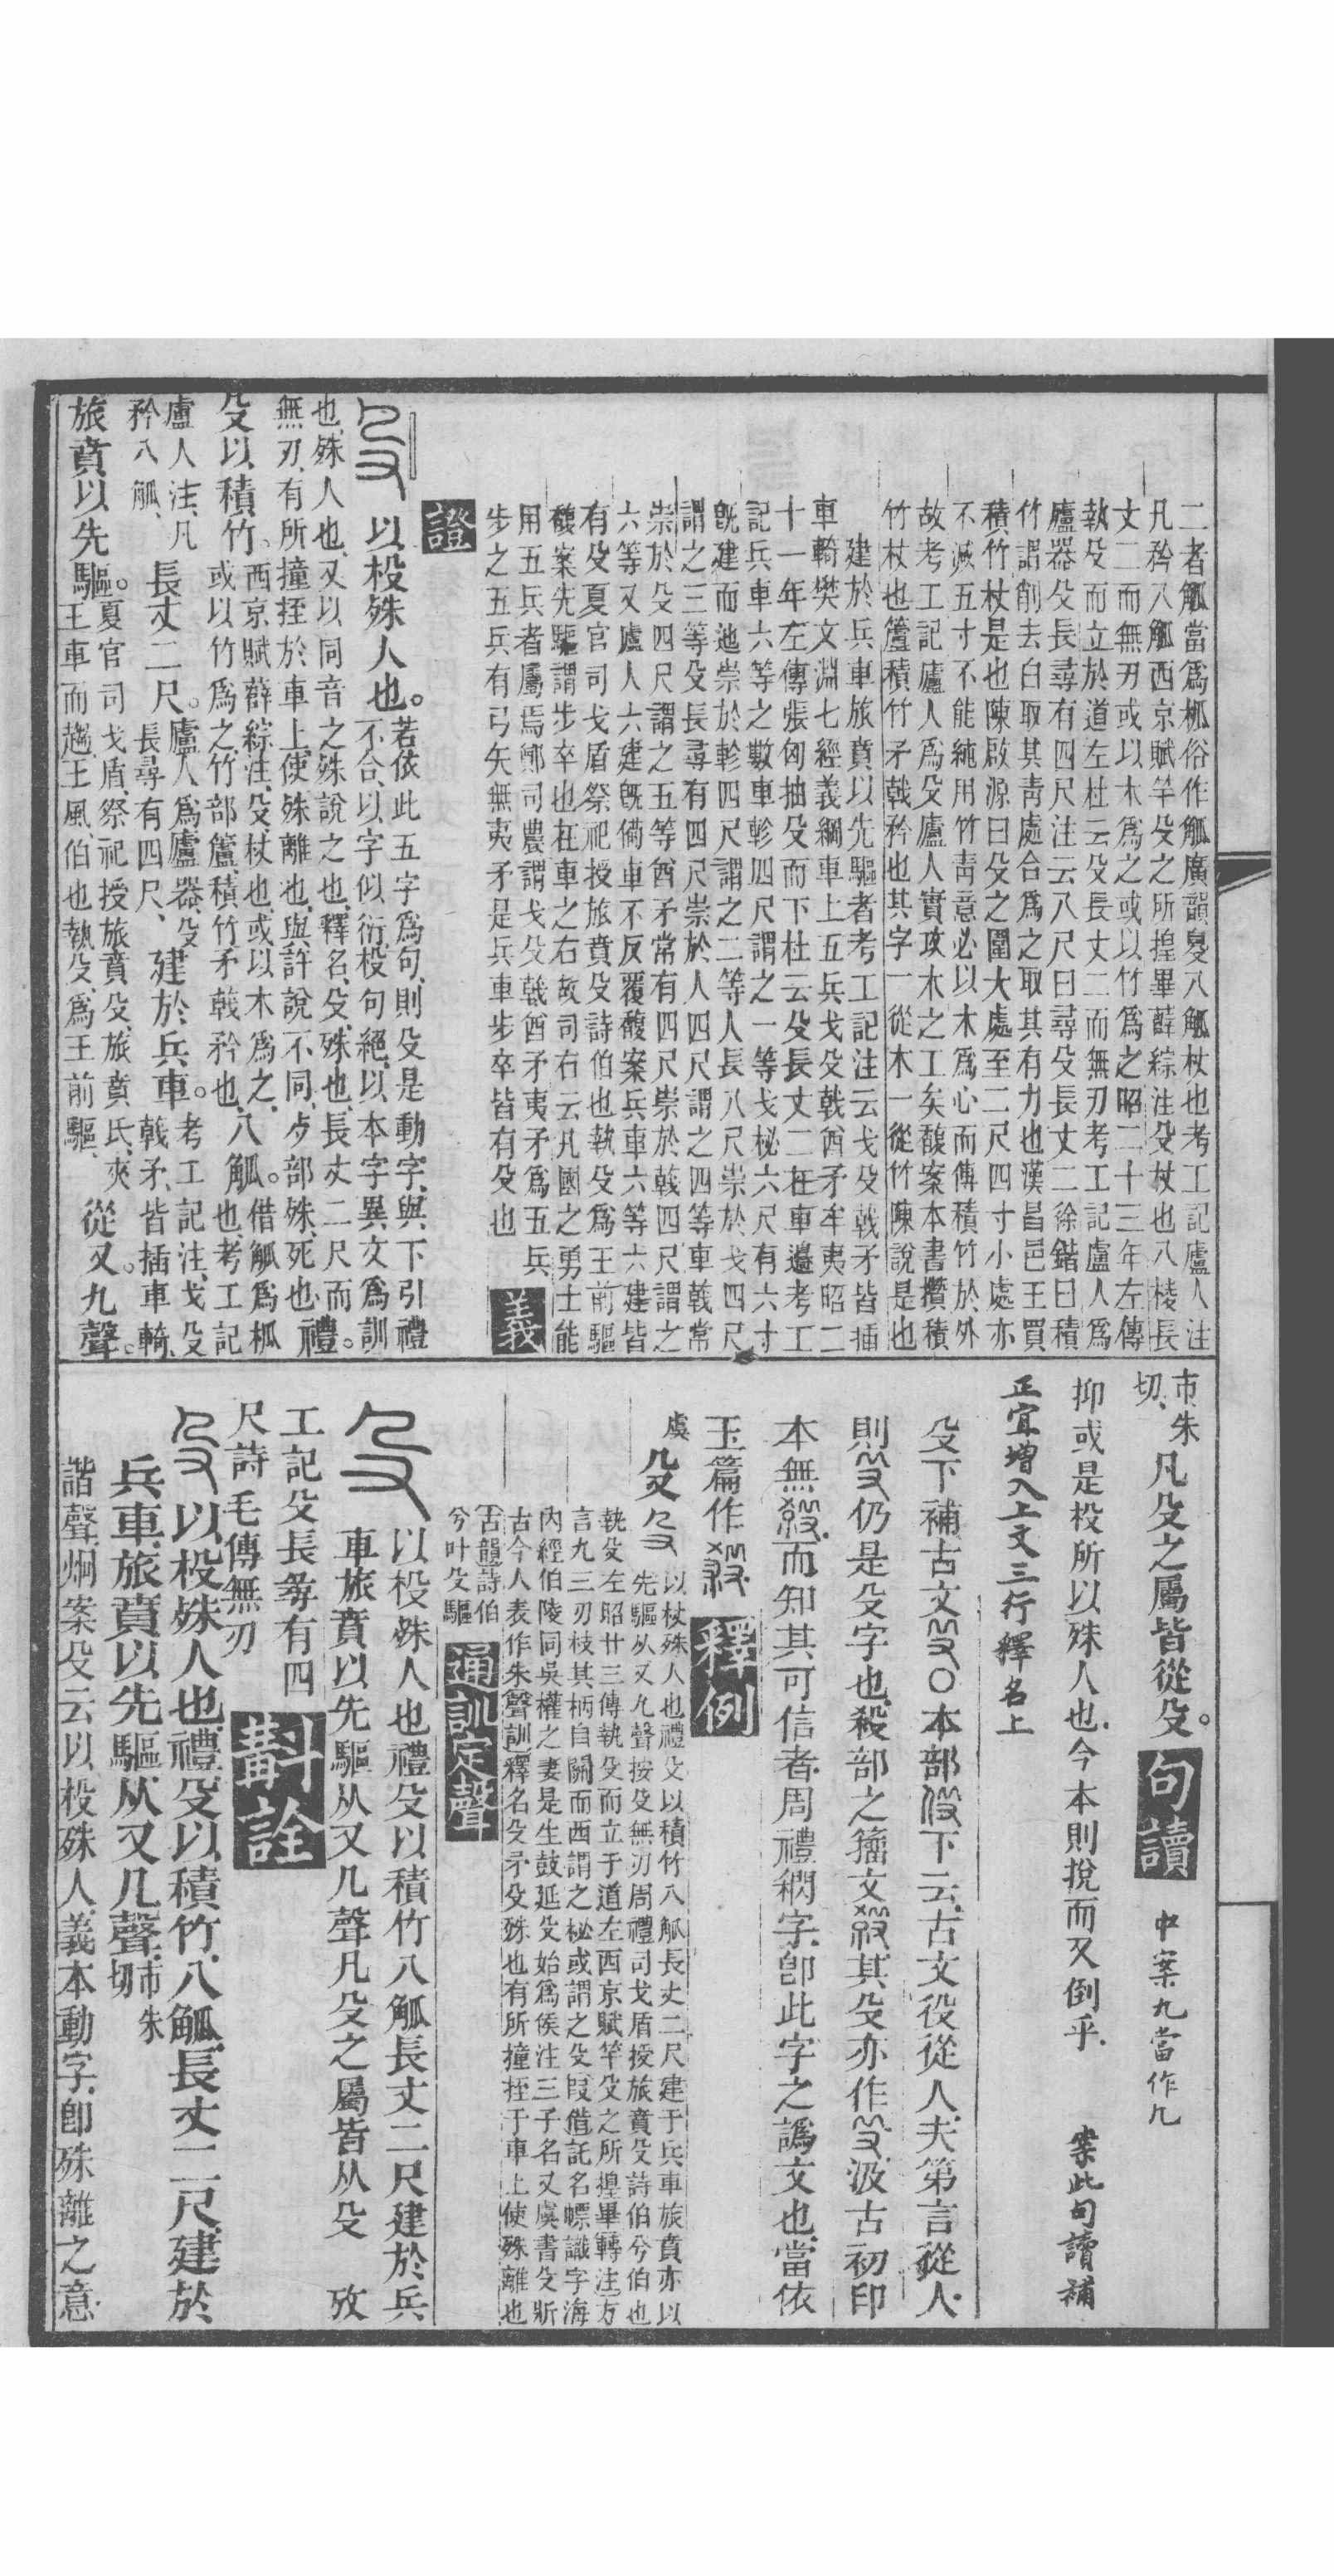 二者觚當爲柧俗作觚廣韻殳八觚杖也考工記廬人注
凡矜八觚西京賦竿殳之所揘畢薛綜注殳杖也八棱長
丈二而無刃或以木爲之或以竹爲之昭二十三年左傳
執殳而立於道左杜云殳長丈二而無刃考工記廬人爲
廬器殳長尋有四尺注云八尺曰尋殳長丈二徐鍇曰積
竹謂削去白取其青處合爲之取其有力也漢昌邑王買
積竹杖是也陳啟源曰殳之圍大處至二尺四寸小處亦
不減五寸不能純用竹青意必以木爲心而傳積竹於外
故考工記廬人爲殳廬人實攻木之工矣馥案本書欑積
竹杖也籚積竹矛戟矜也其字一從木一從竹陳說是也
建於兵車旅賁以先驅者考工記注云戈殳戟矛皆插
車輢樊文淵七經義綱車上五兵戈殳戟酋矛牟夷昭二
十一年左傳張匄抽殳而下杜云殳長丈二在車邊考工
記兵車六等之數車軫四尺謂之一等戈柲六尺有六寸
旣建而迤崇於軫四尺謂之二等人長八尺崇於戈四尺
謂之三等殳長尋有四尺崇於人四尺謂之四等車戟常
崇於殳四尺謂之五等酋矛常有四尺崇於戟四尺謂之
六等又廬人六建旣備車不反覆馥案兵車六等六建皆
有殳夏官司戈盾祭祀授旅賁殳詩伯也執殳爲王前驅
馥案先驅謂步卒也在車之右故司右云凡國之勇士能
用五兵者屬焉鄭司農謂戈殳戟酋矛夷矛爲五兵
步之五兵有弓矢無夷矛是兵車步卒皆有殳也 義
證
以杸殊人也。若依此五字爲句、則殳是動字、與下引禮
不合、以字似衍、杸句絕、以本字異文爲訓
也、殊人也、又以同音之殊說之也、釋名、殳、殊也、長丈二尺而
無刃、有所撞挃於車上、使殊離也、與許說不同、歺部殊、死也、禮。
殳以積竹。西京賦薛綜注、殳、杖也、或以木爲之、
或以竹爲之、竹部籚、積竹矛戟矜也、八觚。借觚爲柧
也、考工記
廬人注、凡
矜八觚、長丈二尺。廬人爲廬器、殳
長尋有四尺、建於兵車。考工記注、戈殳
戟矛、皆插車輢、
旅賁以先驅。夏官司戈盾、祭祀授旅賁殳、旅賁氏、夾
王車而趨、王風、伯也執殳、爲王前驅、從又。九聲。
市朱
切、凡殳之屬皆從殳。句讀 中案九當作几
抑或是杸所以殊人也、今本則挩而又倒乎、 案此句讀補
正宜增入上文三行釋名上
殳下補古文〇本部下云、古文役從人、夫第言從人、
則仍是殳字也、殺部之籒文其殳亦作汲古初印
本無而知其可信者、周禮字、卽此字之譌文也、當依
玉篇作 釋例
虞 殳 以杖殊人也禮殳以積竹八觚長丈二尺建于兵車旅賁亦以
先驅从又九聲按殳無刃周禮司戈盾授旅賁殳詩伯兮伯也
執殳左昭廿三傳執殳而立于道左西京賦竿殳之所揘畢轉注方
言九三刃枝其柄自關而西謂之柲或謂之殳叚借託名幖識字海
內經伯陵同吳權之妻是生鼓延殳始爲侯注三子名又虞書殳斨
古今人表作朱聲訓釋名殳矛殳殊也有所撞挃于車上使殊離也
古韻詩伯
兮叶殳驅 通訓定聲
以杸殊人也禮殳以積竹八觚長丈二尺建於兵
車旅賁以先驅从又几聲凡殳之屬皆从殳 攷
工記殳長尋有四
尺詩毛傳無刃 斠詮
以杸殊人也、禮、殳以積竹、八觚、長丈二尺、建於
兵車、旅賁以先驅、从又几聲、市朱
切
諧聲、烱案殳云以杸殊人、義本動字、卽殊離之意、